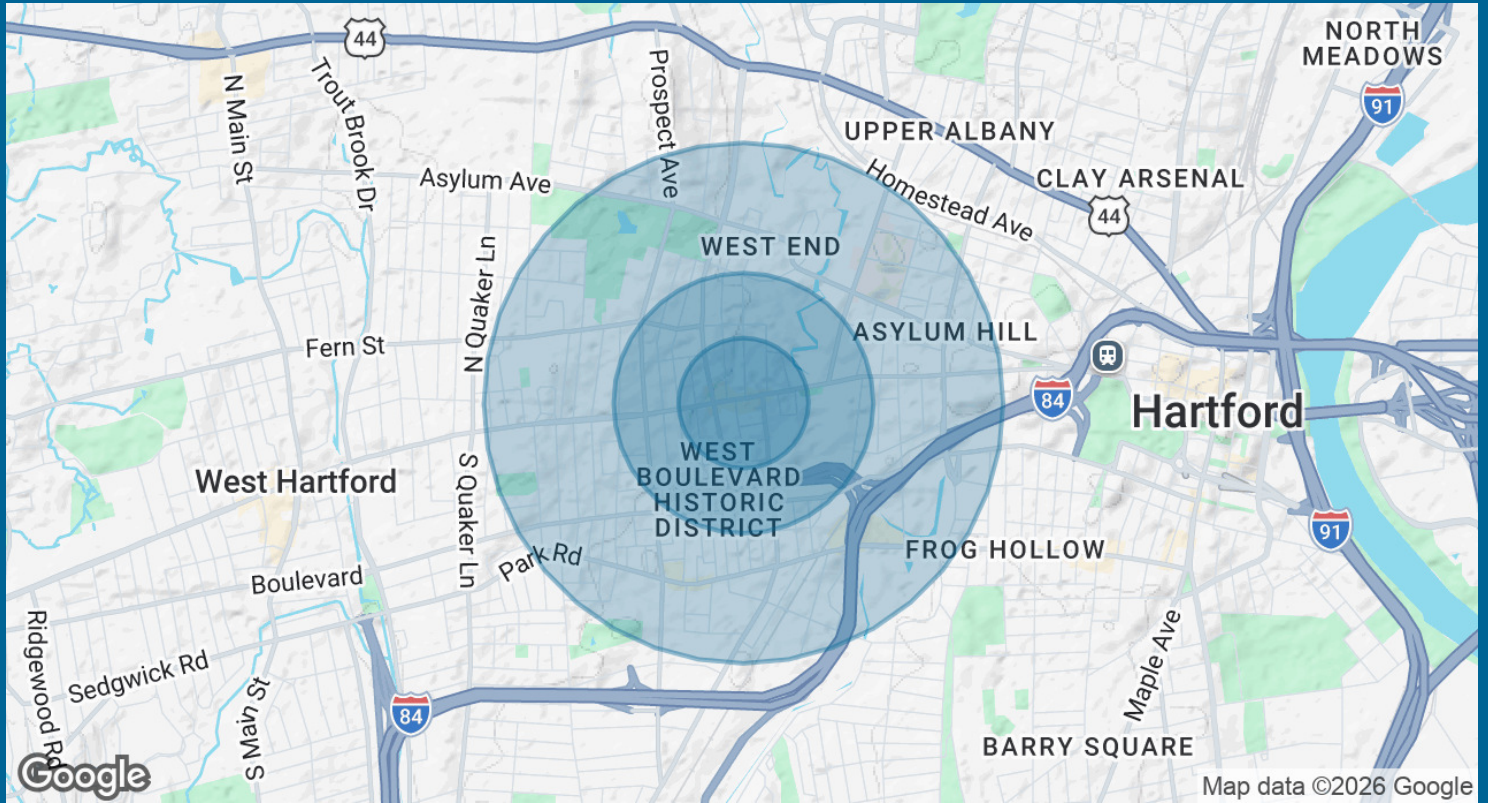 44
NORTH
MEADOWS
N Main St
Trout Brook Dr
Prospect Ave
91
UPPER ALBANY
Asylum Ave
Homestead Ave
CLAY ARSENAL
44
WEST END
N Quaker Ln
Fern St
ASYLUM HILL
84
Hartford
West Hartford
S Quaker Ln
WEST
BOULEVARD
HISTORIC
DISTRICT
91
Park Rd
FROG HOLLOW
Boulevard
Ridgewood Rd
Sedgwick Rd
S Main St
84
Maple Ave
BARRY SQUARE
Google
Map data ©2026 Google